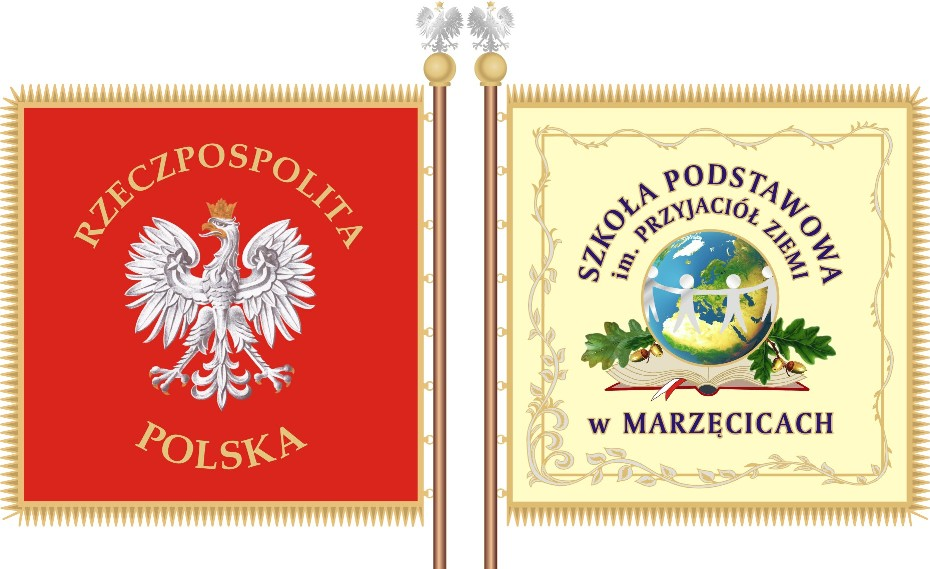 RZECZPOSPOLITA
POLSKA
SZKOŁA PODSTAWOWA
im. PRZYJACIÓŁ ZIEMI
w MARZĘCICACH